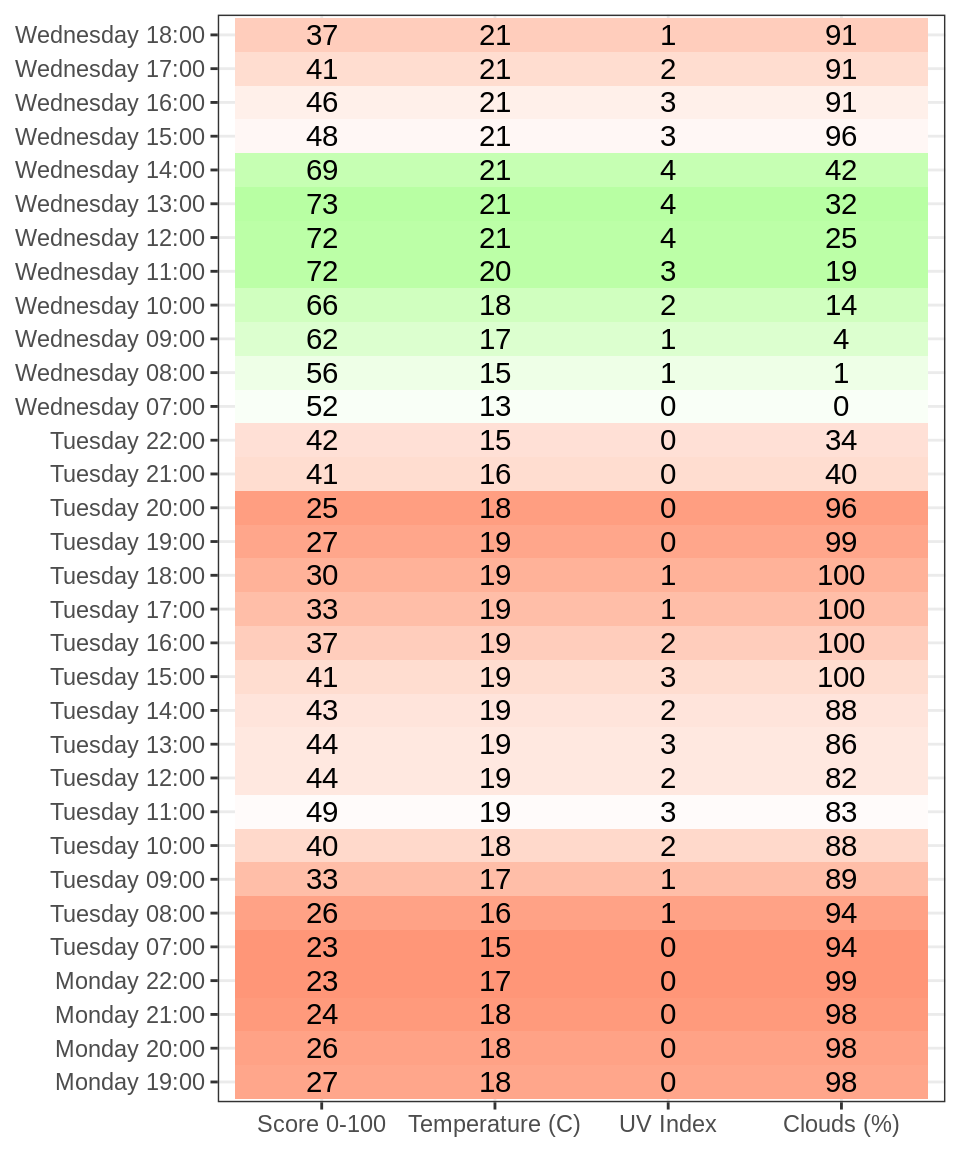 Wednesday 18:00 37 21 1 91
Wednesday 17:00 41 21 2 91
Wednesday 16:00 46 21 3 91
Wednesday 15:00 48 21 3 96
Wednesday 14:00 69 21 4 42
Wednesday 13:00 73 21 4 32
Wednesday 12:00 72 21 4 25
Wednesday 11:00 72 20 3 19
Wednesday 10:00 66 18 2 14
Wednesday 09:00 62 17 1 4
Wednesday 08:00 56 15 1 1
Wednesday 07:00 52 13 0 0
Tuesday 22:00 42 15 0 34
Tuesday 21:00 41 16 0 40
Tuesday 20:00 25 18 0 96
Tuesday 19:00 27 19 0 99
Tuesday 18:00 30 19 1 100
Tuesday 17:00 33 19 1 100
Tuesday 16:00 37 19 2 100
Tuesday 15:00 41 19 3 100
Tuesday 14:00 43 19 2 88
Tuesday 13:00 44 19 3 86
Tuesday 12:00 44 19 2 82
Tuesday 11:00 49 19 3 83
Tuesday 10:00 40 18 2 88
Tuesday 09:00 33 17 1 89
Tuesday 08:00 26 16 1 94
Tuesday 07:00 23 15 0 94
Monday 22:00 23 17 0 99
Monday 21:00 24 18 0 98
Monday 20:00 26 18 0 98
Monday 19:00 27 18 0 98
Score 0-100 Temperature (C) UV Index Clouds (%)